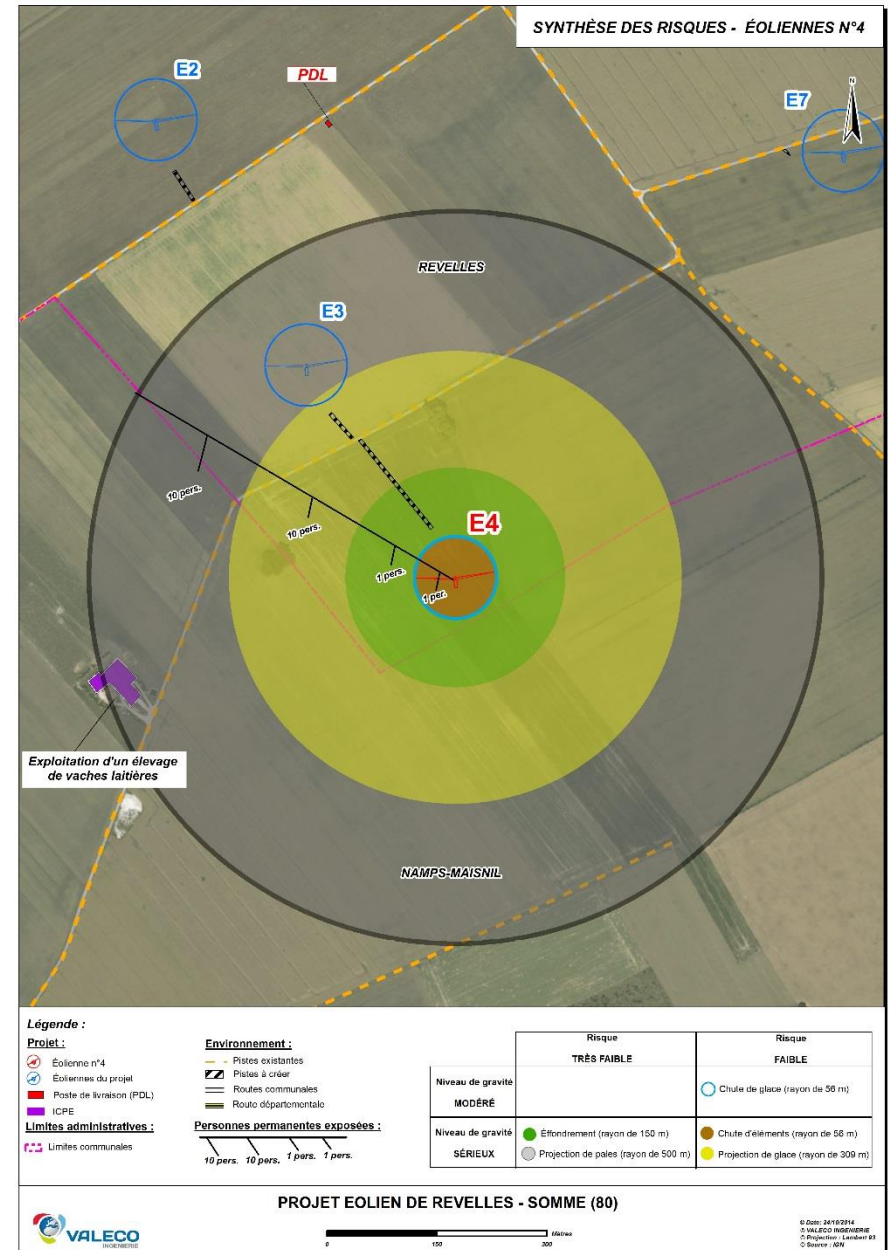 SYNTHÈSE DES RISQUES - ÉOLIENNES N°4
E2
PDL
N
E7
REVELLES
E3
10 pers.
10 pers.
E4
1 pers.
1 per.
Exploitation d'un élevage
de vaches laitières
NAMPS-MAISNIL
Légende :
Projet :
Éolienne n°4
Éoliennes du projet
Poste de livraison (PDL)
ICPE
Limites administratives :
Limites communales
Environnement :
Pistes existantes
Pistes à créer
Routes communales
Route départementale
Personnes permanentes exposées :
10 pers. 10 pers. 1 pers. 1 pers.
Risque
TRÈS FAIBLE
Risque
FAIBLE
Niveau de gravité
MODÉRÉ
Chute de glace (rayon de 56 m)
Niveau de gravité
SÉRIEUX
Éffondrement (rayon de 150 m)
Projection de pales (rayon de 500 m)
Chute d'éléments (rayon de 56 m)
Projection de glace (rayon de 309 m)
PROJET EOLIEN DE REVELLES - SOMME (80)
VALECO
INGENIERIE
Mètres
0 150 300
© Date: 24/10/2014
© VALECO INGENIERIE
© Projection : Lambert 93
© Source : IGN